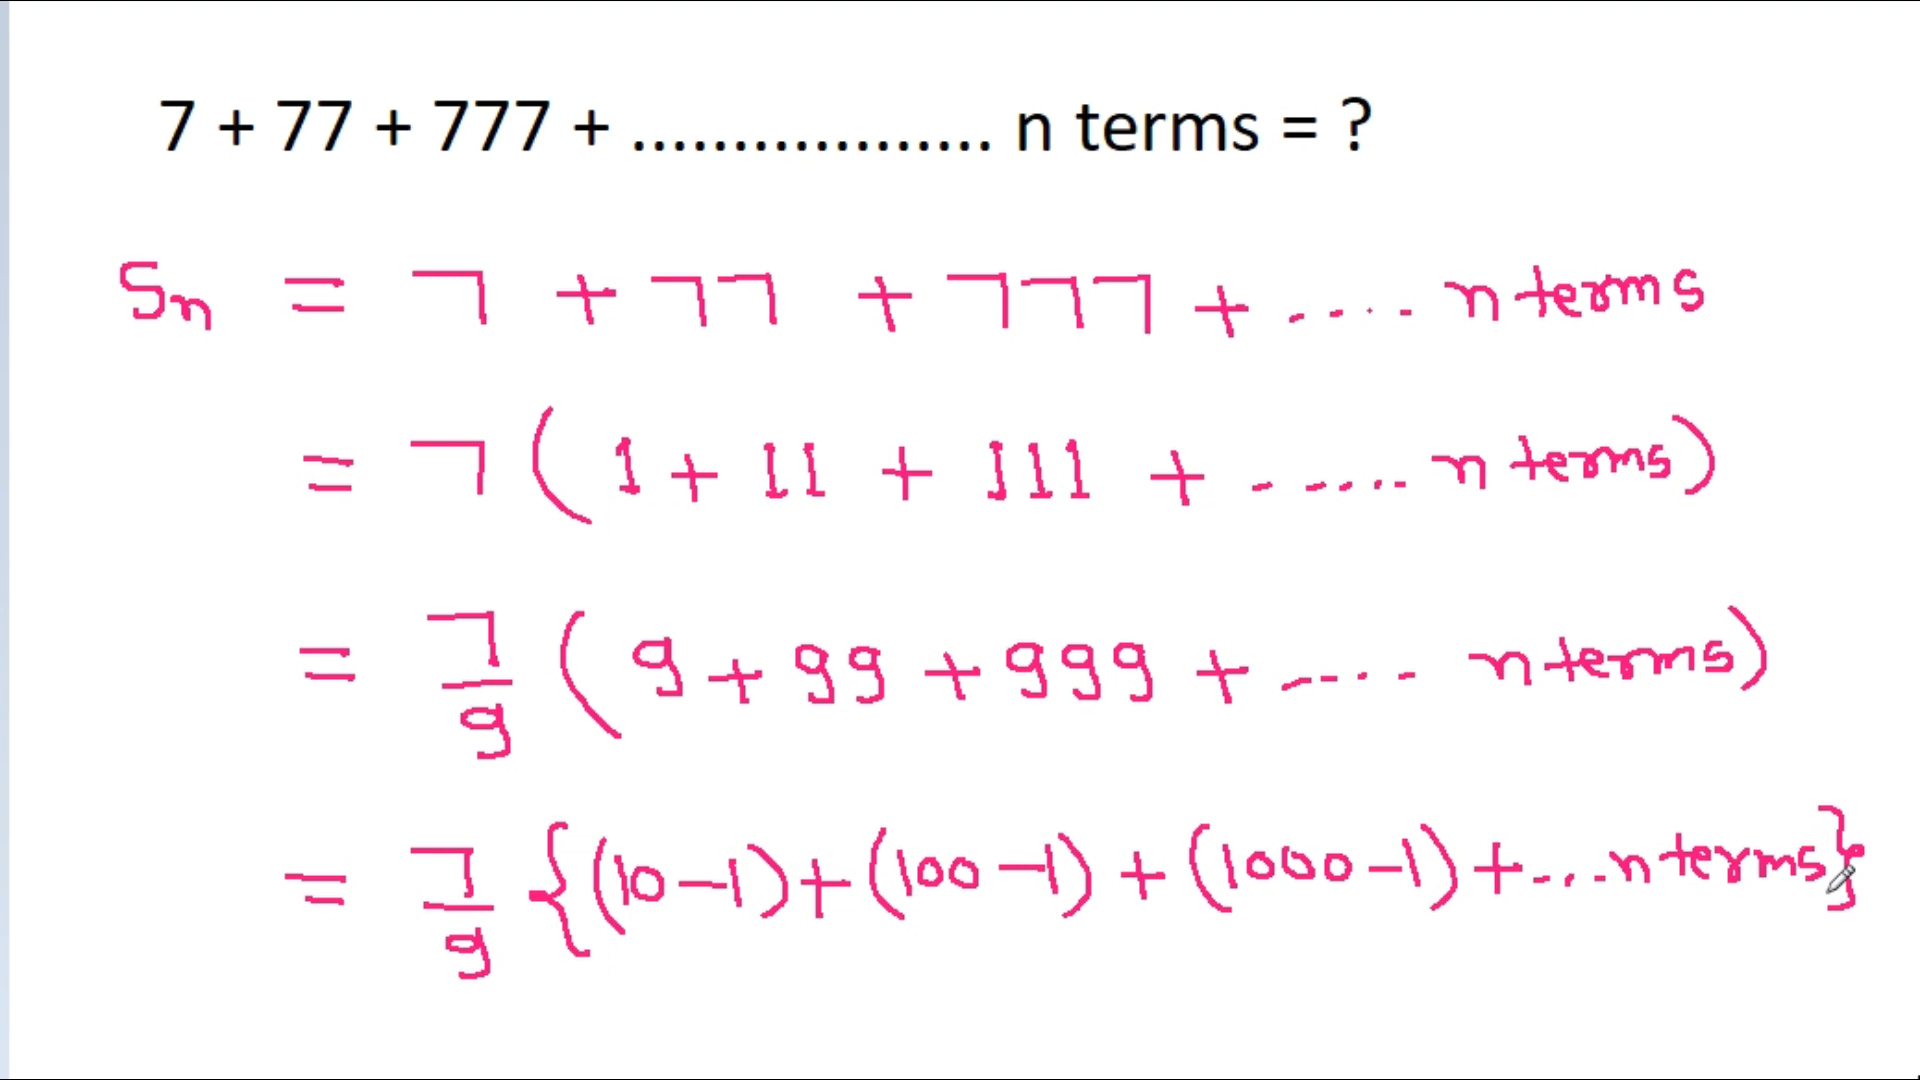 7 + 77 + 777 + .................. n terms = ?
Sn = 7 + 77 + 777 + ..... n terms
= 7 ( 1 + 11 + 111 + ...... n terms )
= 7/9 ( 9 + 99 + 999 + ..... n terms )
= 7/9 { (10-1) + (100-1) + (1000-1) + .... n terms }